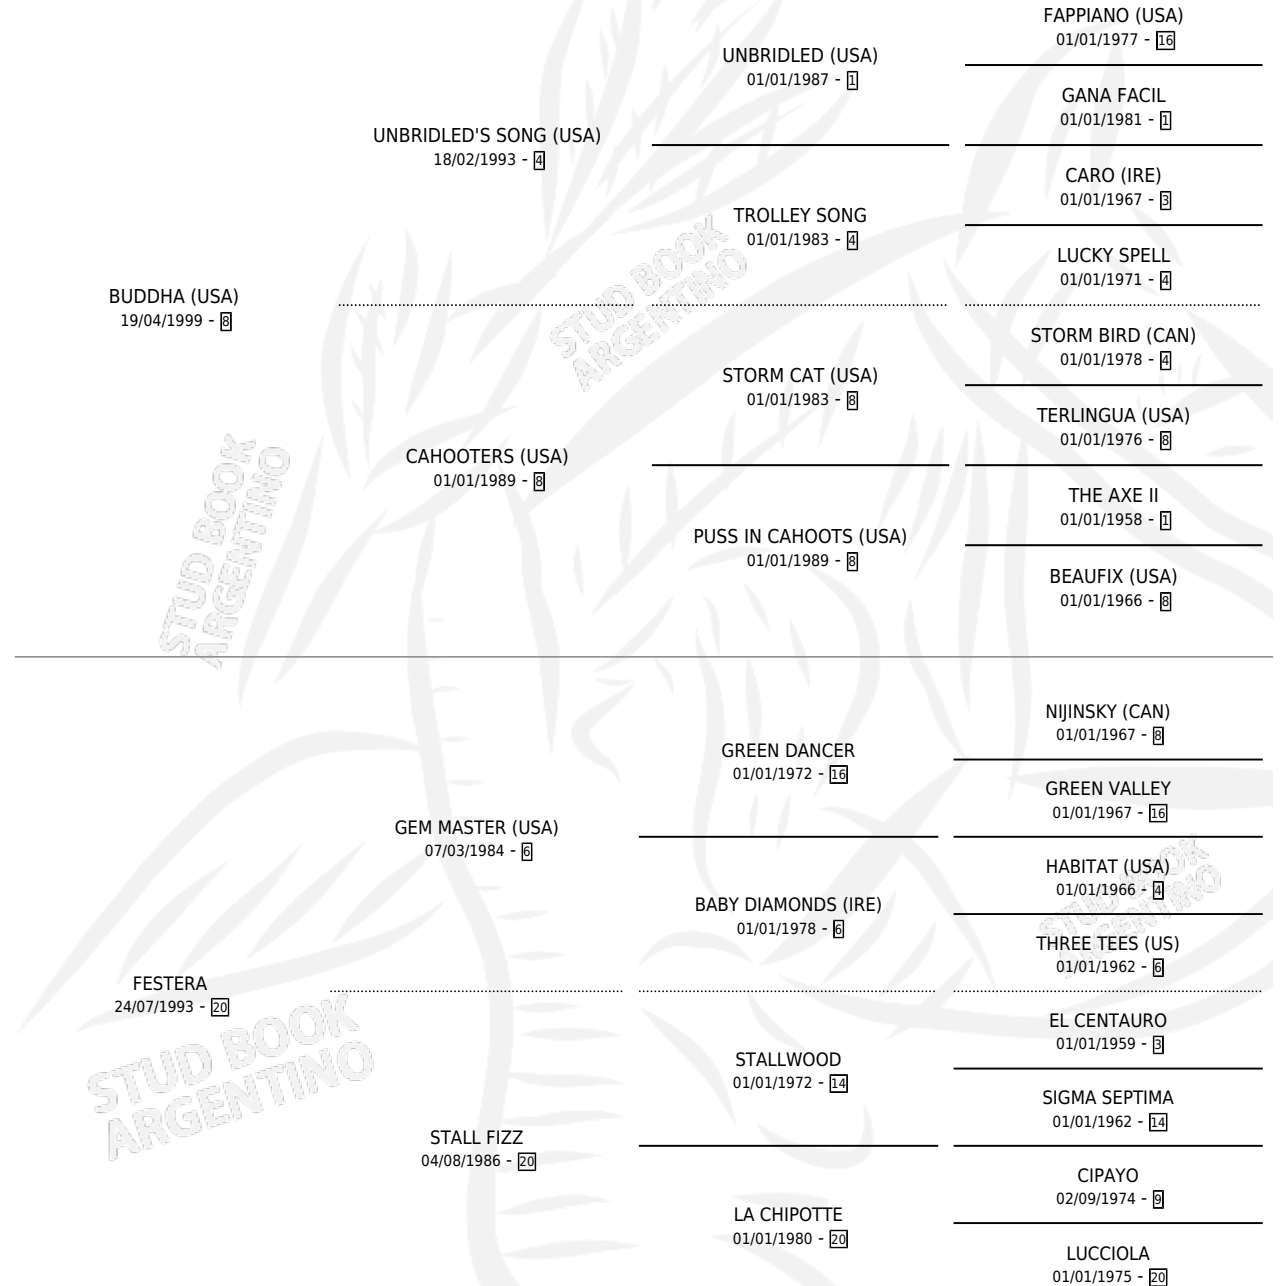 FAPPIANO (USA)
01/01/1977 - 16
UNBRIDLED (USA)
01/01/1987 - 1
GANA FACIL
01/01/1981 - 1
UNBRIDLED'S SONG (USA)
18/02/1993 - 4
CARO (IRE)
01/01/1967 - 3
TROLLEY SONG
01/01/1983 - 4
LUCKY SPELL
01/01/1971 - 4
BUDDHA (USA)
19/04/1999 - 8
STORM BIRD (CAN)
01/01/1978 - 4
STORM CAT (USA)
01/01/1983 - 8
TERLINGUA (USA)
01/01/1976 - 8
CAHOOTERS (USA)
01/01/1989 - 8
THE AXE II
01/01/1958 - 1
PUSS IN CAHOOTS (USA)
01/01/1989 - 8
BEAUFIX (USA)
01/01/1966 - 8
NIJINSKY (CAN)
01/01/1967 - 8
GREEN DANCER
01/01/1972 - 16
GREEN VALLEY
01/01/1967 - 16
GEM MASTER (USA)
07/03/1984 - 6
HABITAT (USA)
01/01/1966 - 4
BABY DIAMONDS (IRE)
01/01/1978 - 6
THREE TEES (US)
01/01/1962 - 6
FESTERA
24/07/1993 - 20
EL CENTAURO
01/01/1959 - 3
STALLWOOD
01/01/1972 - 14
SIGMA SEPTIMA
01/01/1962 - 14
STALL FIZZ
04/08/1986 - 20
CIPAYO
02/09/1974 - 9
LA CHIPOTTE
01/01/1980 - 20
LUCCIOLA
01/01/1975 - 20
STUD BOOK
ARGENTINO
STUD BOOK
ARGENTINO
STUD BOOK
ARGENTINO
STUD BOOK
ARGENTINO